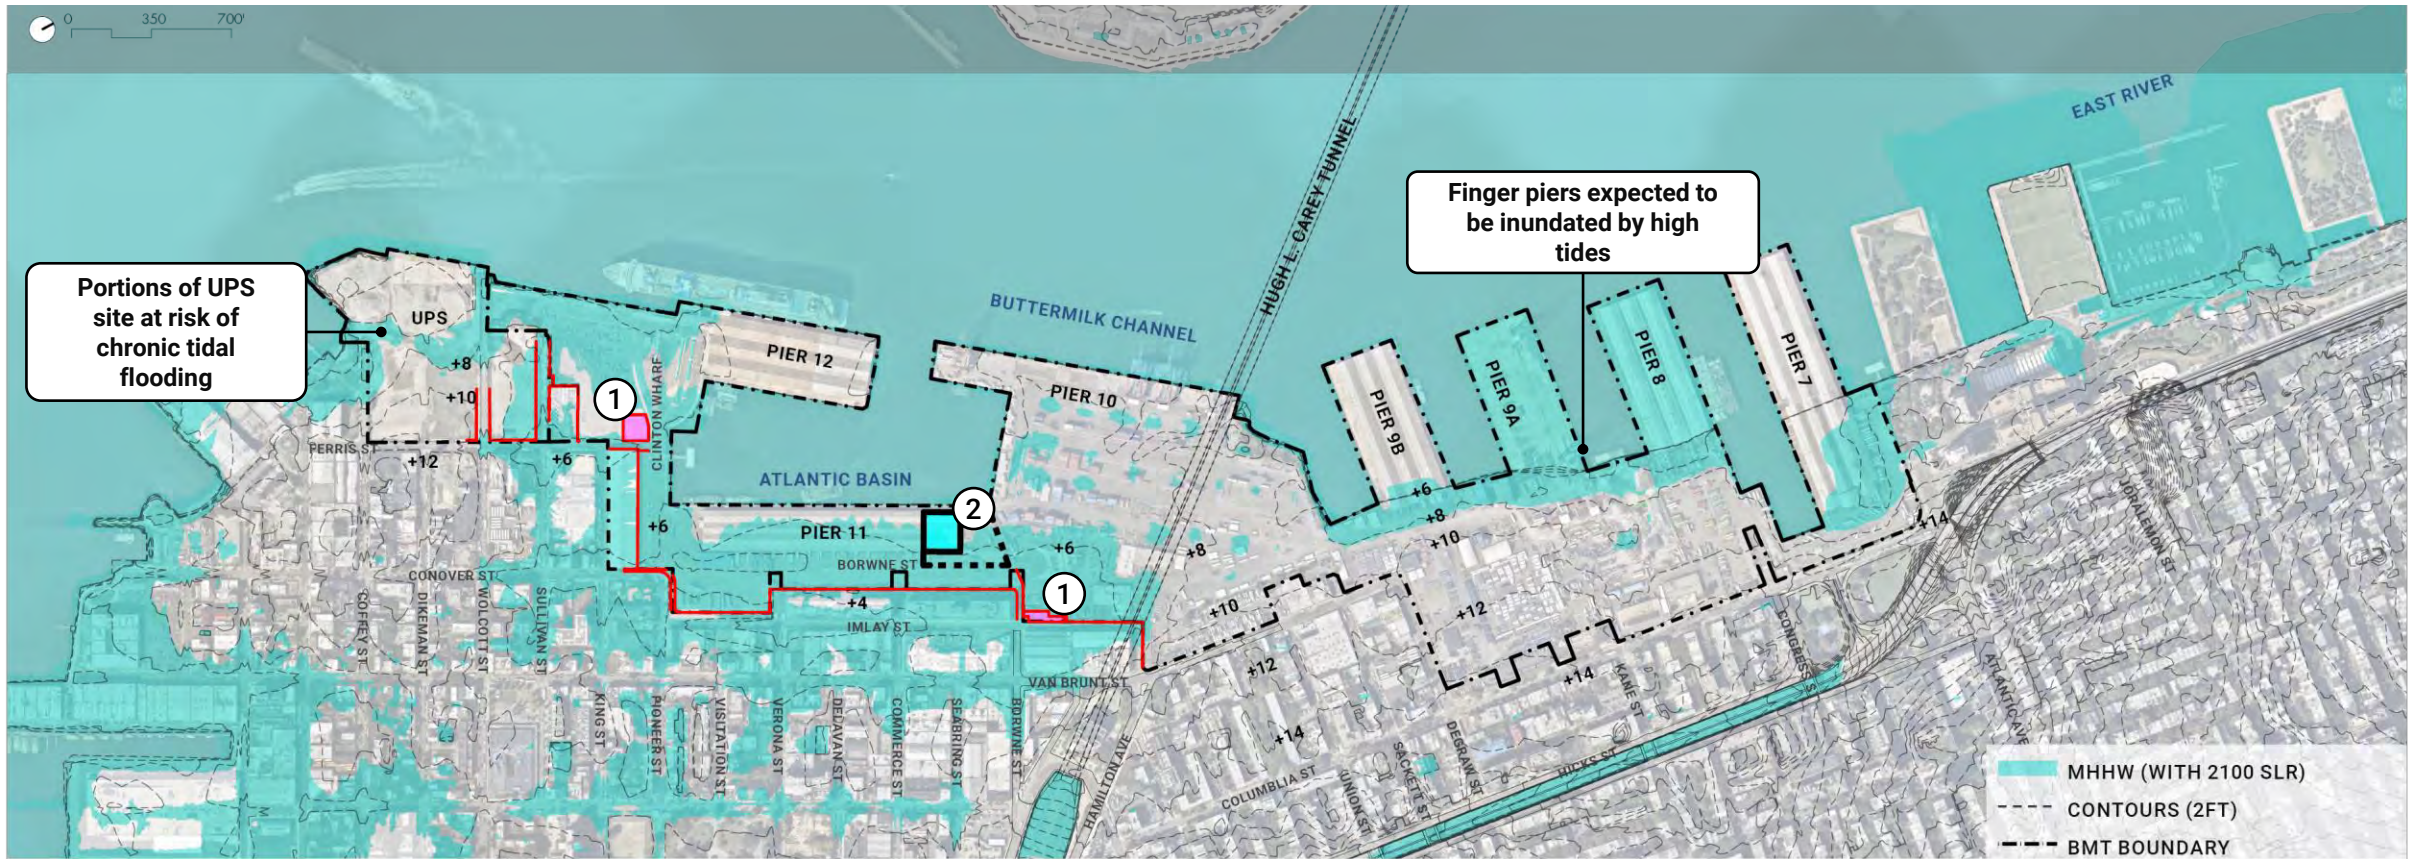 0 350 700'
EAST RIVER
HUGH L. CAREY TUNNEL
Finger piers expected to
be inundated by high
tides
Portions of UPS
site at risk of
chronic tidal
flooding
UPS
BUTTERMILK CHANNEL
PIER 12
PIER 10
PIER 9B
PIER 9A
PIER 8
PIER 7
+8
+10
1
CLINTON WHARF
FERRIS ST
+12
+6
ATLANTIC BASIN
2
+6
PIER 11
+6
+8
+6
+8
+10
+14
JORALEMON ST
BORWNE ST
CONOVER ST
1
+4
IMLAY ST
+10
+12
COFFEY ST
DIKEMAN ST
WOLCOTT ST
SULLIVAN ST
CONGRESS ST
VAN BRUNT ST
+12
+14
KANE ST
ATLANTIC AVE
KING ST
PIONEER ST
VISITATION ST
VERONA ST
DELAVAN ST
COMMERCE ST
SEABRING ST
BORWNE ST
HAMILTON AVE
+14
COLUMBLIA ST
UNION ST
SACKETT ST
DEGRAW ST
HICKS ST
MHHW (WITH 2100 SLR)
CONTOURS (2FT)
BMT BOUNDARY